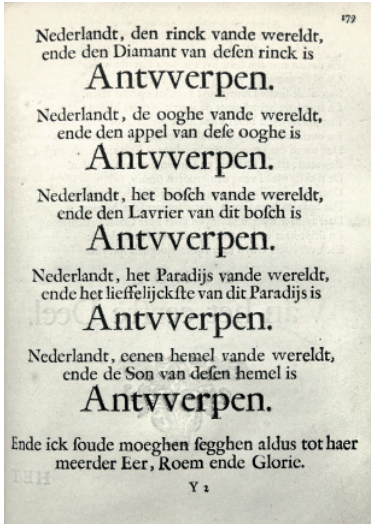 179
Nederlandt, den rinck vande wereldt,
ende den Diamant van deſen rinck is
Antvverpen.
Nederlandt, de ooghe vande wereldt,
ende den appel van deſe ooghe is
Antvverpen.
Nederlandt, het boſch vande wereldt,
ende den Lavrier van dit boſch is
Antvverpen.
Nederlandt, het Paradijs vande wereldt,
ende het lieffelijckſte van dit Paradijs is
Antvverpen.
Nederlandt, eenen hemel vande wereldt,
ende de Son van deſen hemel is
Antvverpen.
Ende ick ſoude moeghen ſegghen aldus tot haer
meerder Eer, Roem ende Glorie.
Y 2